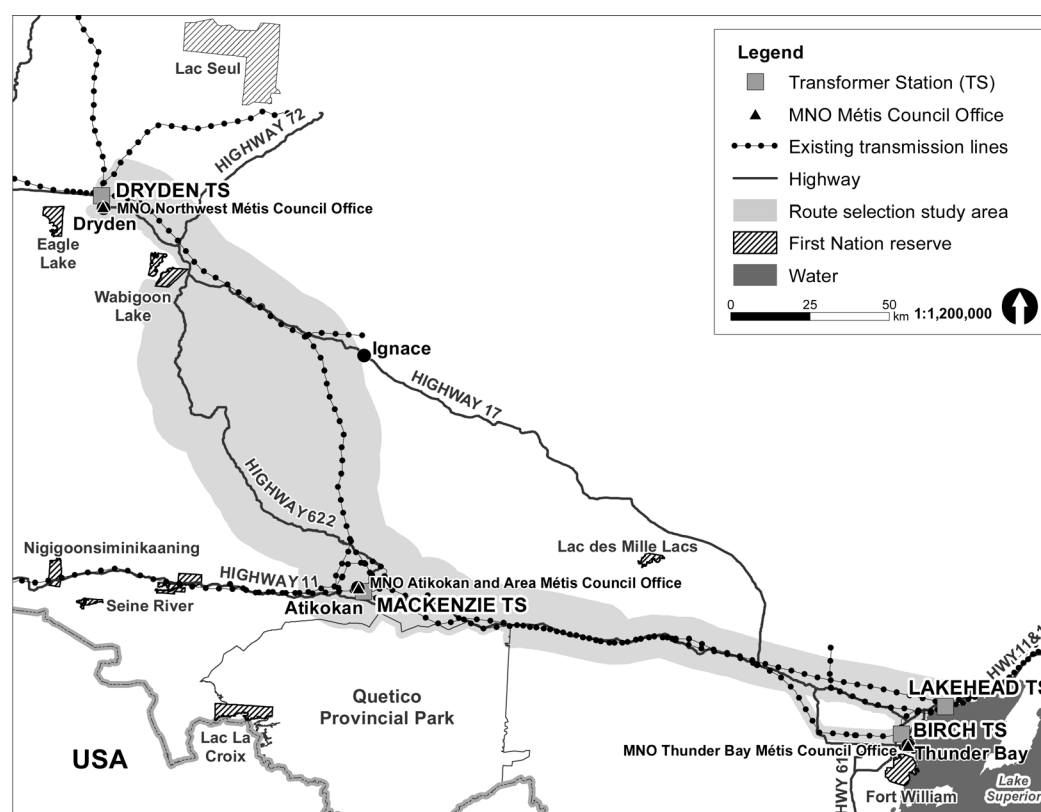 Lac Seul
HIGHWAY 72
DRYDEN TS
MNO Northwest Métis Council Office
Dryden
Eagle
Lake
Wabigoon
Lake
Ignace
HIGHWAY 17
HIGHWAY 622
Nigigoonsiminikaaning
HIGHWAY 11
Seine River
MNO Atikokan and Area Métis Council Office
Atikokan
MACKENZIE TS
Lac des Mille Lacs
Quetico
Provincial Park
Lac La
Croix
USA
HWY11&1
LAKEHEAD TS
BIRCH TS
MNO Thunder Bay Métis Council Office
Thunder Bay
HWY 61
Fort William
Lake
Superior
Legend
Transformer Station (TS)
MNO Métis Council Office
Existing transmission lines
Highway
Route selection study area
First Nation reserve
Water
0 25 50
km
1:1,200,000